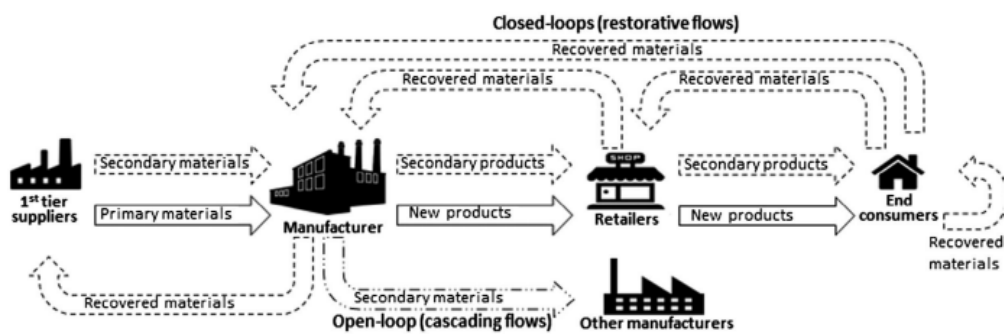 Closed-loops (restorative flows)
Recovered materials
Recovered materials
Recovered materials
Secondary materials
Secondary products
SHOP
Secondary products
1st tier
suppliers
Primary materials
Manufacturer
New products
Retailers
New products
End
consumers
Recovered
materials
Recovered materials
Secondary materials
Open-loop (cascading flows)
Other manufacturers